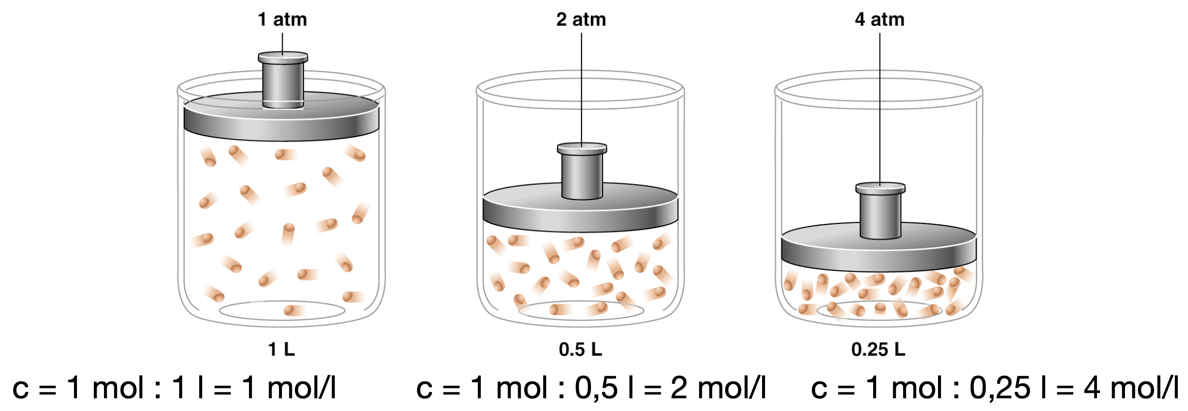 1 atm
2 atm
4 atm
1 L
0.5 L
0.25 L
c = 1 mol : 1 l = 1 mol/l
c = 1 mol : 0,5 l = 2 mol/l
c = 1 mol : 0,25 l = 4 mol/l